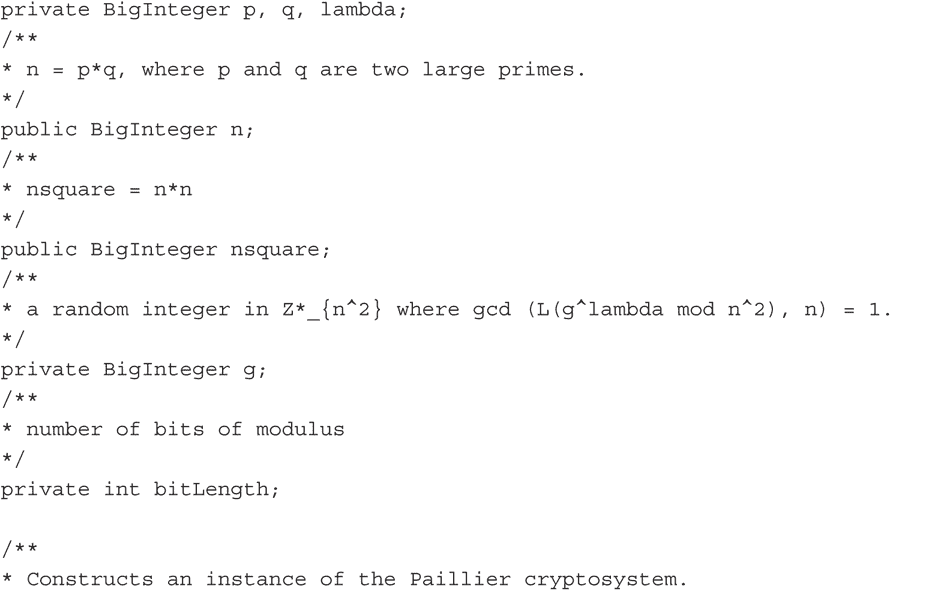 private BigInteger p, q, lambda;
/**
* n = p*q, where p and q are two large primes.
*/
public BigInteger n;
/**
* nsquare = n*n
*/
public BigInteger nsquare;
/**
* a random integer in Z*_{n^2} where gcd (L(g^lambda mod n^2), n) = 1.
*/
private BigInteger g;
/**
* number of bits of modulus
*/
private int bitLength;

/**
* Constructs an instance of the Paillier cryptosystem.